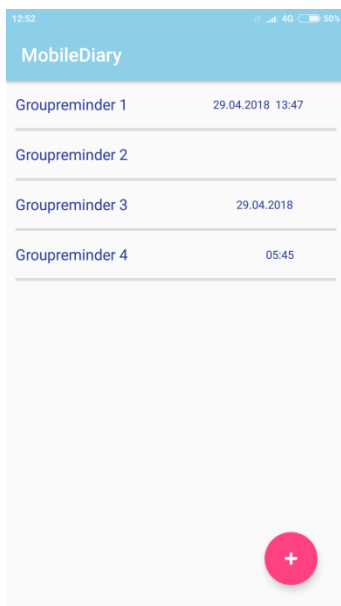 12:52 4G 50%
MobileDiary
Groupreminder 1 29.04.2018 13:47
Groupreminder 2
Groupreminder 3 29.04.2018
Groupreminder 4 05:45
+